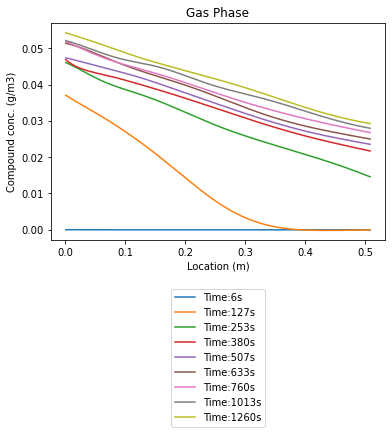 Gas Phase
Compound conc. (g/m3)
0.05
0.04
0.03
0.02
0.01
0.00
0.0 0.1 0.2 0.3 0.4 0.5
Location (m)
Time:6s
Time:127s
Time:253s
Time:380s
Time:507s
Time:633s
Time:760s
Time:1013s
Time:1260s